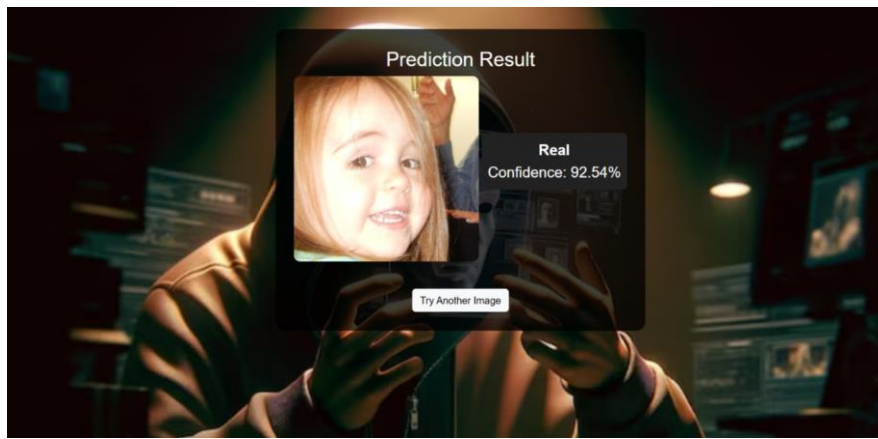 Prediction Result
Real
Confidence: 92.54%
Try Another Image